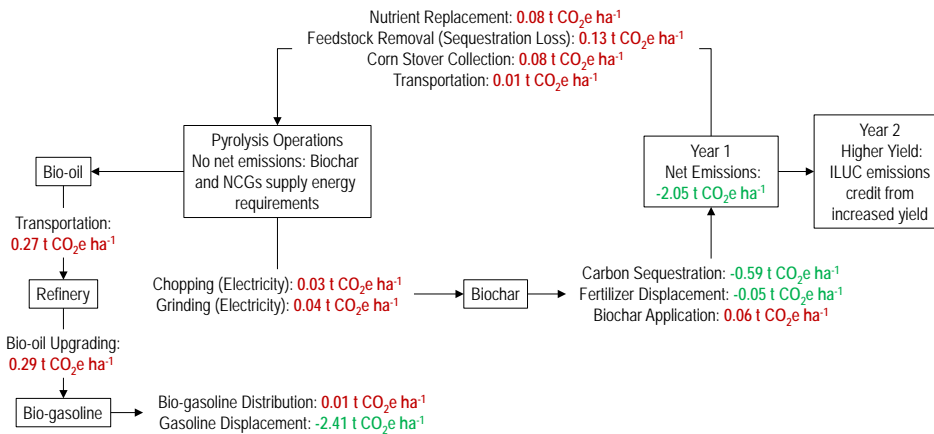 Nutrient Replacement: 0.08 t CO₂e ha⁻¹
Feedstock Removal (Sequestration Loss): 0.13 t CO₂e ha⁻¹
Corn Stover Collection: 0.08 t CO₂e ha⁻¹
Transportation: 0.01 t CO₂e ha⁻¹
Pyrolysis Operations
No net emissions: Biochar
and NCGs supply energy
requirements
Year 1
Net Emissions:
-2.05 t CO₂e ha⁻¹
Year 2
Higher Yield:
ILUC emissions
credit from
increased yield
Bio-oil
Transportation:
0.27 t CO₂e ha⁻¹
Refinery
Bio-oil Upgrading:
0.29 t CO₂e ha⁻¹
Bio-gasoline
Chopping (Electricity): 0.03 t CO₂e ha⁻¹
Grinding (Electricity): 0.04 t CO₂e ha⁻¹
Biochar
Carbon Sequestration: -0.59 t CO₂e ha⁻¹
Fertilizer Displacement: -0.05 t CO₂e ha⁻¹
Biochar Application: 0.06 t CO₂e ha⁻¹
Bio-gasoline Distribution: 0.01 t CO₂e ha⁻¹
Gasoline Displacement: -2.41 t CO₂e ha⁻¹